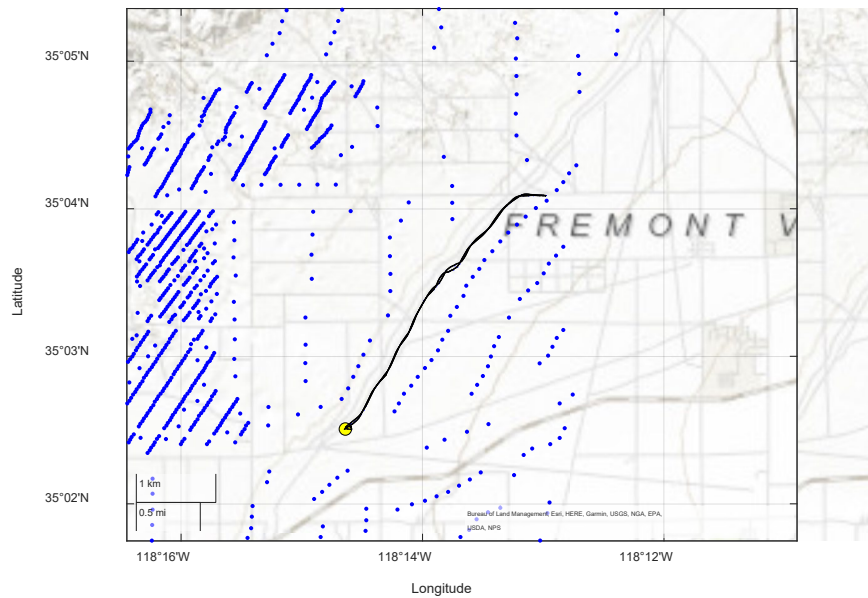 35°05'N
35°04'N
FREMONT V
35°03'N
35°02'N
Latitude
1 km
0.5 mi
Bureau of Land Management, Esri, HERE, Garmin, USGS, NGA, EPA,
USDA, NPS
118°16'W
118°14'W
118°12'W
Longitude